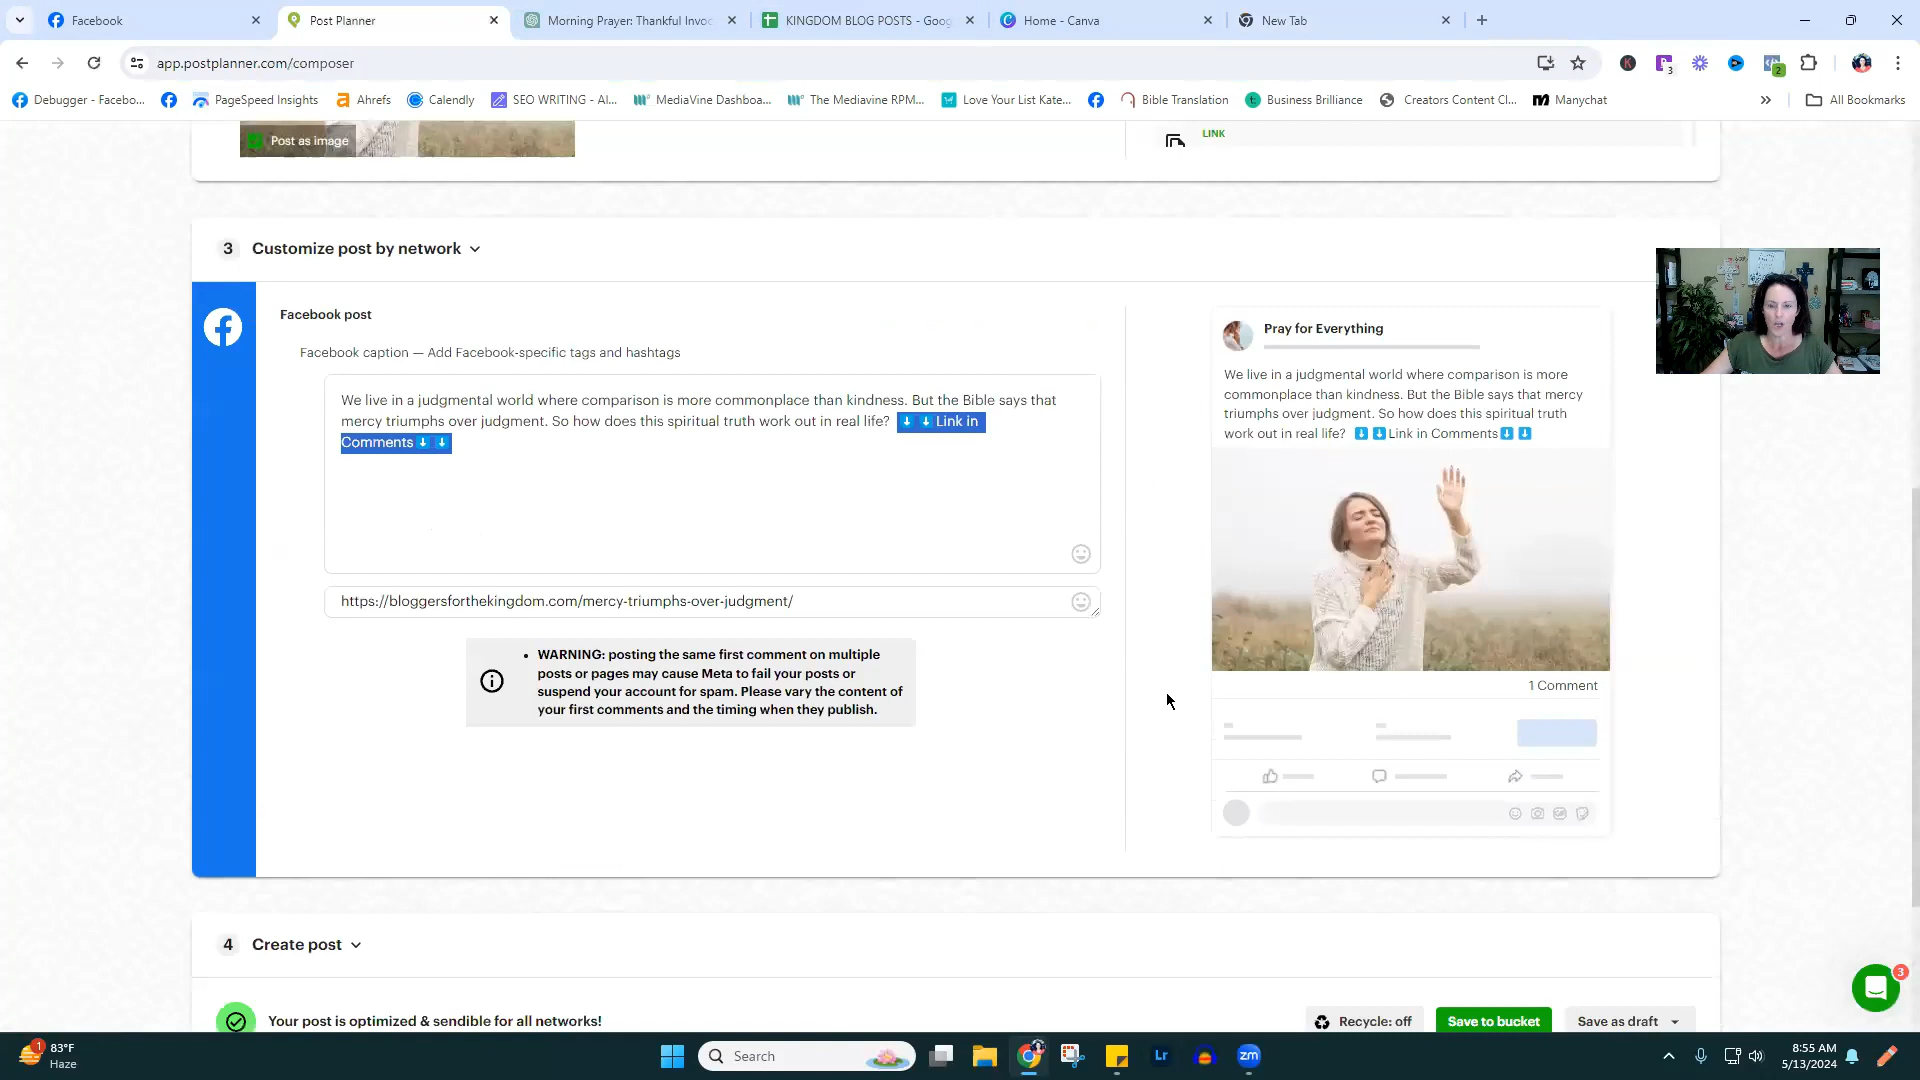 Facebook
Post Planner
Morning Prayer: Thankful Invoc
KINGDOM BLOG POSTS - Goog
Home - Canva
New Tab
app.postplanner.com/composer
3
2
Debugger - Facebo...
PageSpeed Insights
Ahrefs
Calendly
SEO WRITING - AI...
MediaVine Dashboa...
The Mediavine RPM...
Love Your List Kate...
Bible Translation
Business Brilliance
Creators Content Cl...
Manychat
All Bookmarks
Post as image
LINK
3 Customize post by network
Facebook post
Facebook caption — Add Facebook-specific tags and hashtags
We live in a judgmental world where comparison is more commonplace than kindness. But the Bible says that
mercy triumphs over judgment. So how does this spiritual truth work out in real life? ⬇️⬇️Link in
Comments⬇️⬇️
https://bloggersforthekingdom.com/mercy-triumphs-over-judgment/
• WARNING: posting the same first comment on multiple
posts or pages may cause Meta to fail your posts or
suspend your account for spam. Please vary the content of
your first comments and the timing when they publish.
Pray for Everything
We live in a judgmental world where comparison is more
commonplace than kindness. But the Bible says that mercy
triumphs over judgment. So how does this spiritual truth
work out in real life? ⬇️⬇️Link in Comments⬇️⬇️
1 Comment
4 Create post
3
Your post is optimized & sendible for all networks!
Recycle: off
Save to bucket
Save as draft
1
83°F
Haze
Search
Lr
zm
8:55 AM
5/13/2024